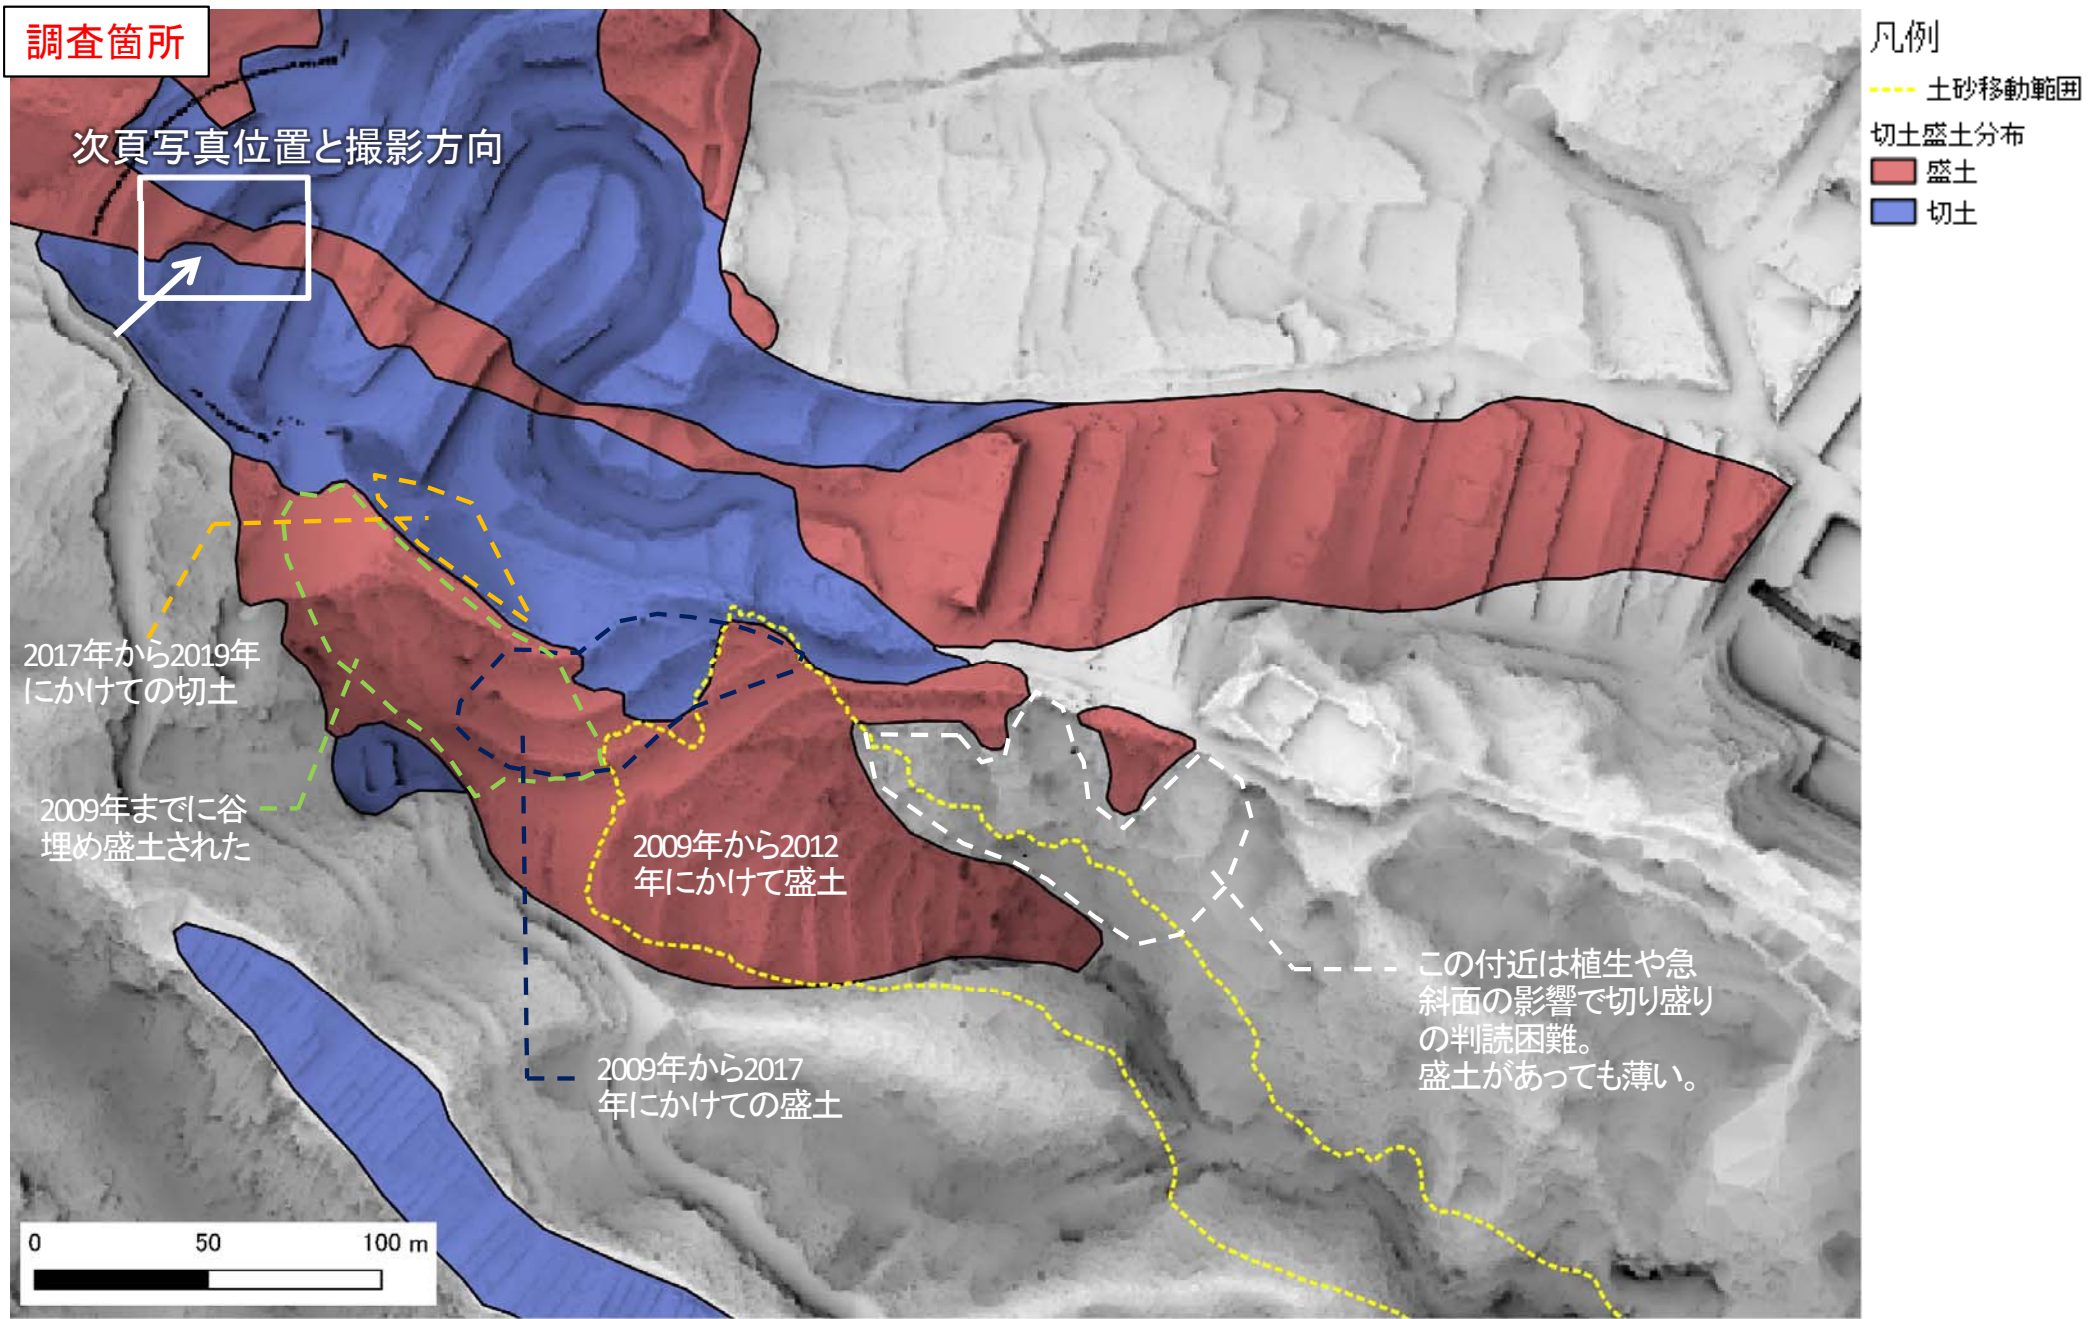 調査箇所
次頁写真位置と撮影方向
凡例
土砂移動範囲
切土盛土分布
盛土
切土
2017年から2019年
にかけての切土
2009年までに谷
埋め盛土された
2009年から2012
年にかけて盛土
2009年から2017
年にかけての盛土
この付近は植生や急
斜面の影響で切り盛り
の判読困難。
盛土があっても薄い。
0 50 100 m